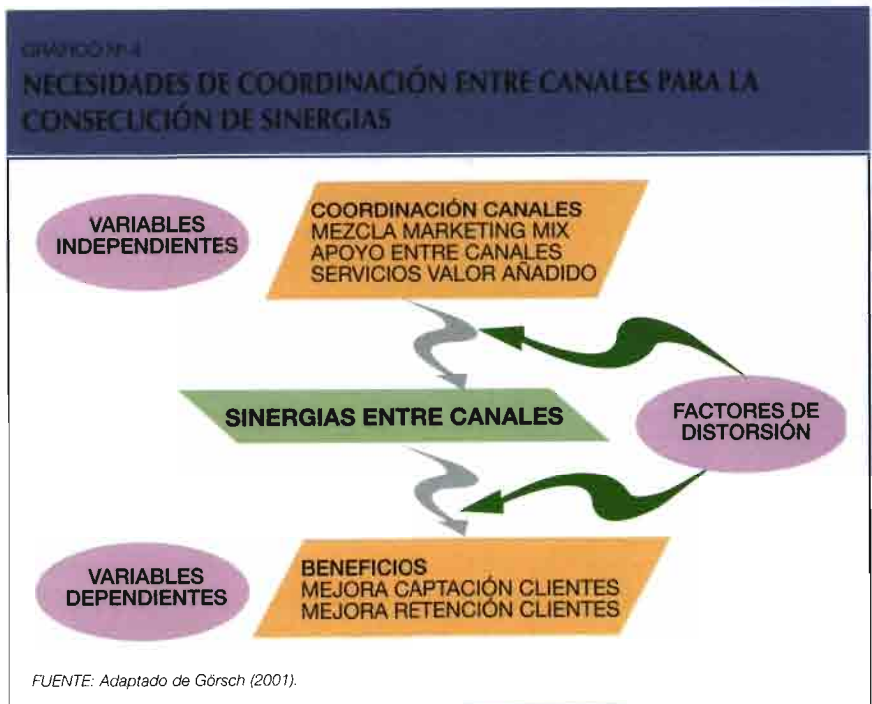 GRÁFICO Nº 4
NECESIDADES DE COORDINACIÓN ENTRE CANALES PARA LA
CONSECUCIÓN DE SINERGIAS
VARIABLES
INDEPENDIENTES
COORDINACIÓN CANALES
MEZCLA MARKETING MIX
APOYO ENTRE CANALES
SERVICIOS VALOR AÑADIDO
SINERGIAS ENTRE CANALES
FACTORES DE
DISTORSIÓN
VARIABLES
DEPENDIENTES
BENEFICIOS
MEJORA CAPTACIÓN CLIENTES
MEJORA RETENCIÓN CLIENTES
FUENTE: Adaptado de Görsch (2001).